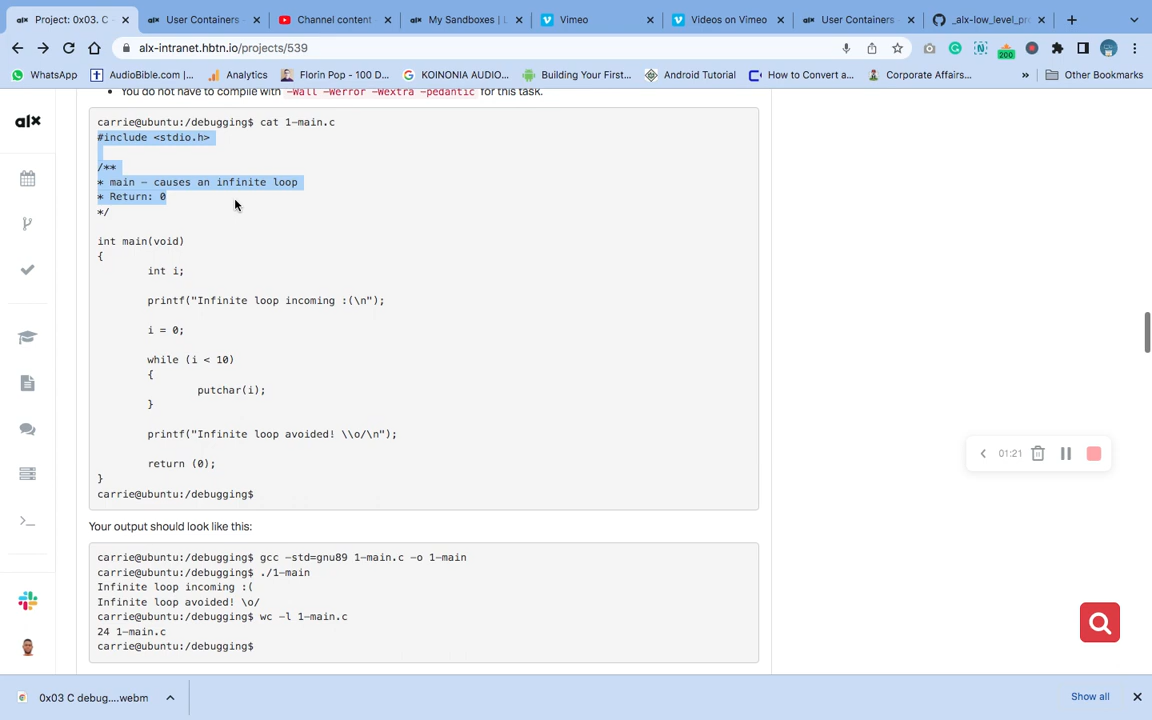 Project: 0x03. C
User Containers
Channel content
My Sandboxes | L
Vimeo
Videos on Vimeo
User Containers
_alx-low_level_pr
alx-intranet.hbtn.io/projects/539
200
WhatsApp
AudioBible.com |...
Analytics
Florin Pop - 100 D...
KOINONIA AUDIO...
Building Your First...
Android Tutorial
How to Convert a...
Corporate Affairs...
»
Other Bookmarks
alx
You do not have to compile with -Wall -Werror -Wextra -pedantic for this task.
carrie@ubuntu:/debugging$ cat 1-main.c
#include <stdio.h>
/**
* main - causes an infinite loop
* Return: 0
*/
int main(void)
{
int i;
printf("Infinite loop incoming :(\n");
i = 0;
while (i < 10)
{
putchar(i);
}
printf("Infinite loop avoided! \\o/\n");
return (0);
}
carrie@ubuntu:/debugging$
01:21
Your output should look like this:
carrie@ubuntu:/debugging$ gcc -std=gnu89 1-main.c -o 1-main
carrie@ubuntu:/debugging$ ./1-main
Infinite loop incoming :(
Infinite loop avoided! \o/
carrie@ubuntu:/debugging$ wc -l 1-main.c
24 1-main.c
carrie@ubuntu:/debugging$
0x03 C debug....webm
Show all